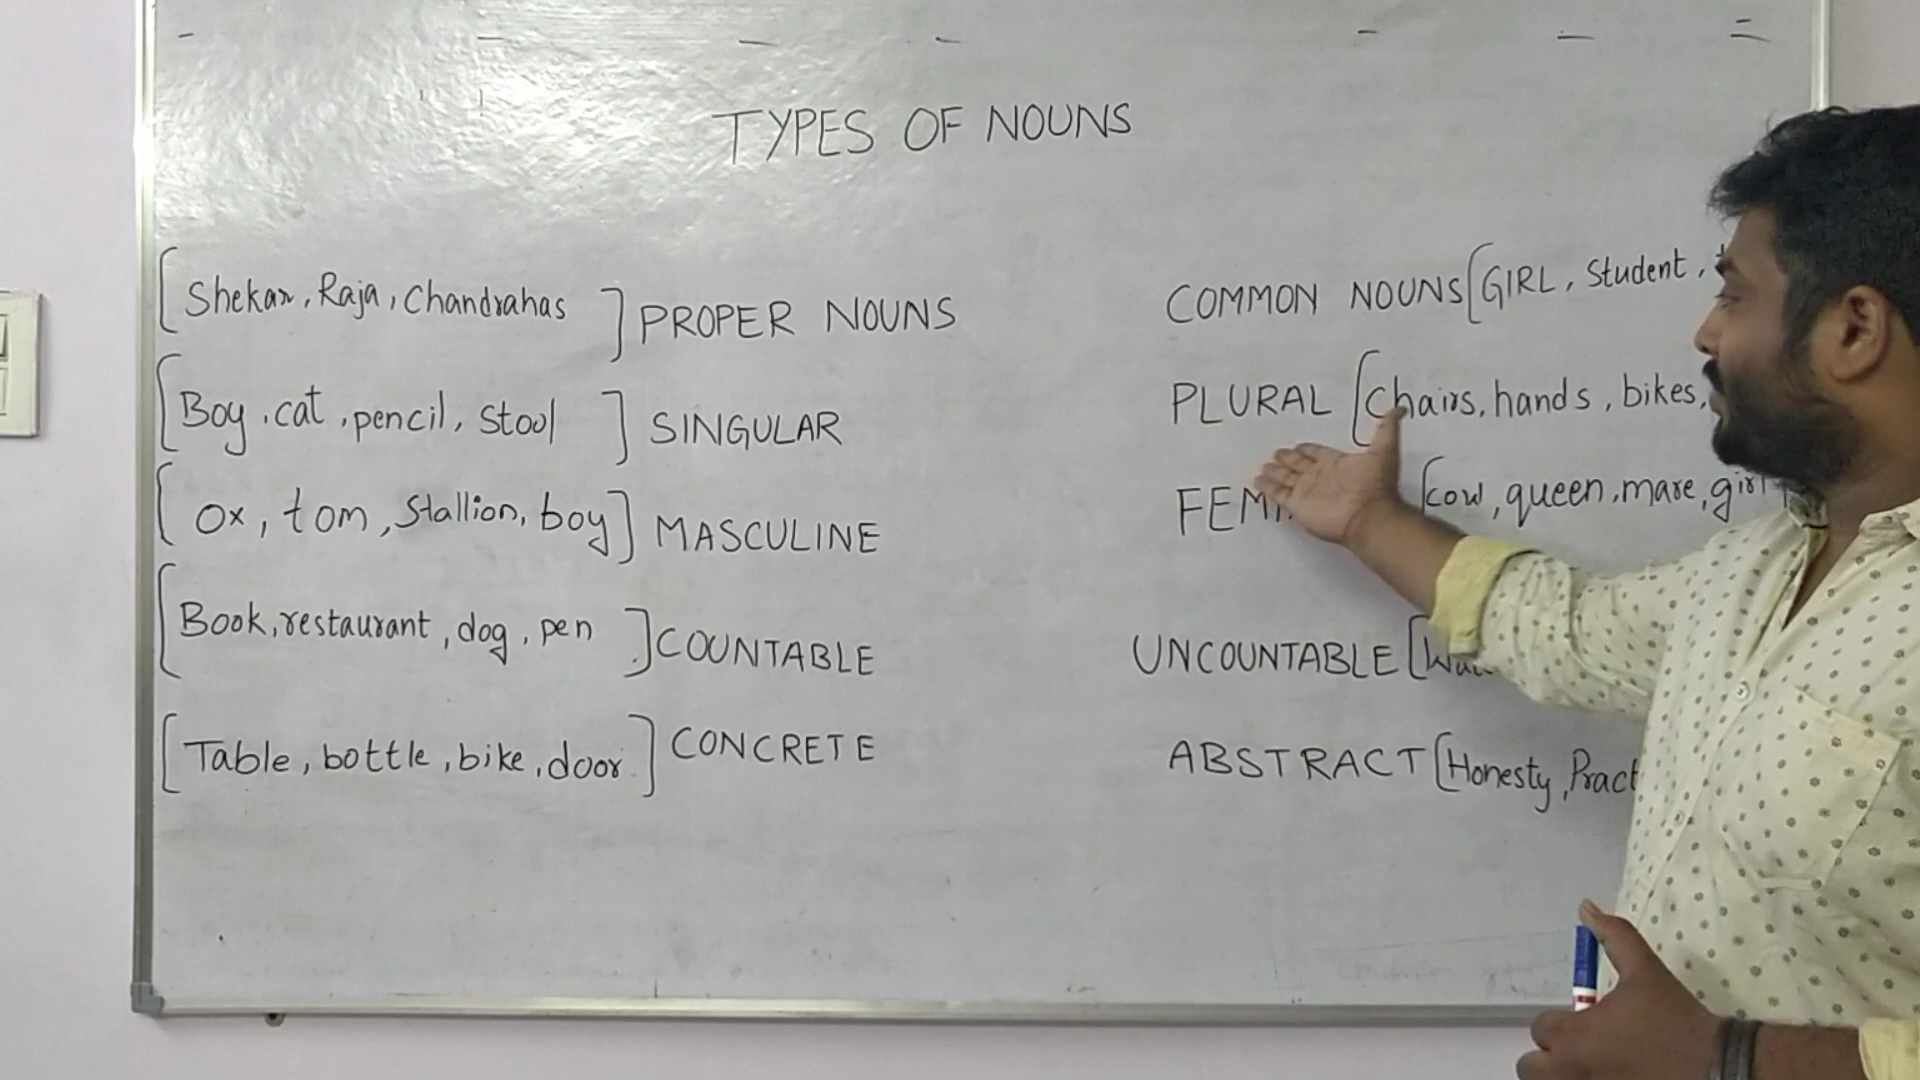 TYPES OF NOUNS
[Shekar, Raja, Chandrahas] PROPER NOUNS
[Boy, cat, pencil, Stool] SINGULAR
[Ox, tom, Stallion, boy] MASCULINE
[Book, restaurant, dog, pen] COUNTABLE
[Table, bottle, bike, door] CONCRETE
COMMON NOUNS [GIRL, Student,
PLURAL [Chairs, hands, bikes,
[cow, queen, mare, girl
UNCOUNTABLE [
ABSTRACT [Honesty,